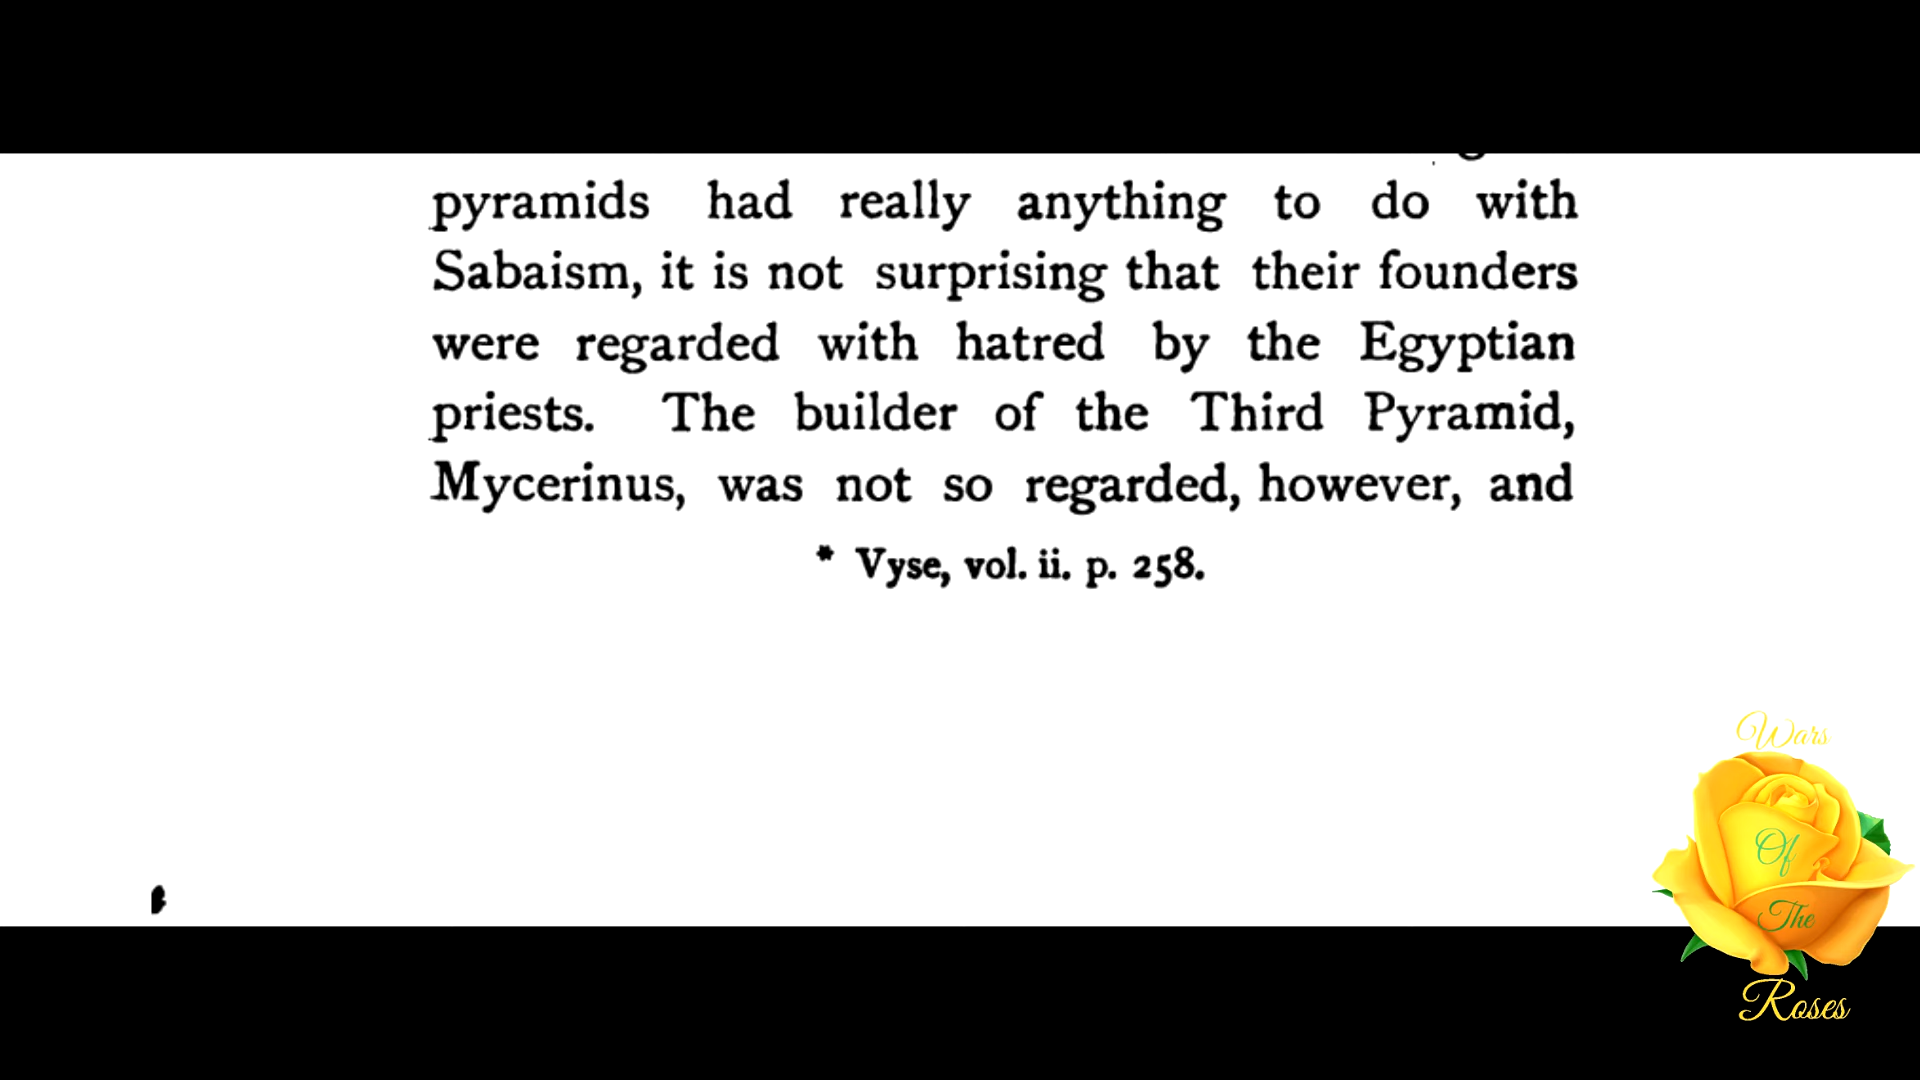 pyramids had really anything to do with
Sabaism, it is not surprising that their founders
were regarded with hatred by the Egyptian
priests. The builder of the Third Pyramid,
Mycerinus, was not so regarded, however, and
* Vyse, vol. ii. p. 258.
Wars
Of
The
Roses